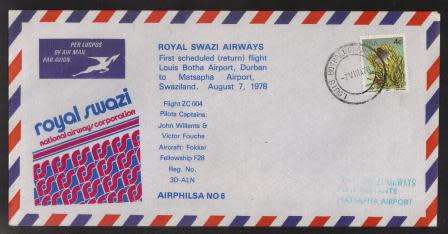 PER LUGPOS
BY AIR MAIL
PAR AVION
royal swazi
national airways corporation
ROYAL SWAZI AIRWAYS
First scheduled (return) flight
Louis Botha Airport, Durban
to Matsapha Airport,
Swaziland, August 7, 1978
Flight ZC 004
Pilots Captains:
John Willents &
Victor Fouche
Aircraft: Fokker
Fellowship F28
Reg. No.
3D-ALN
AIRPHILSA NO 6
4c
AIRWAYS
MATSAPHA AIRPORT